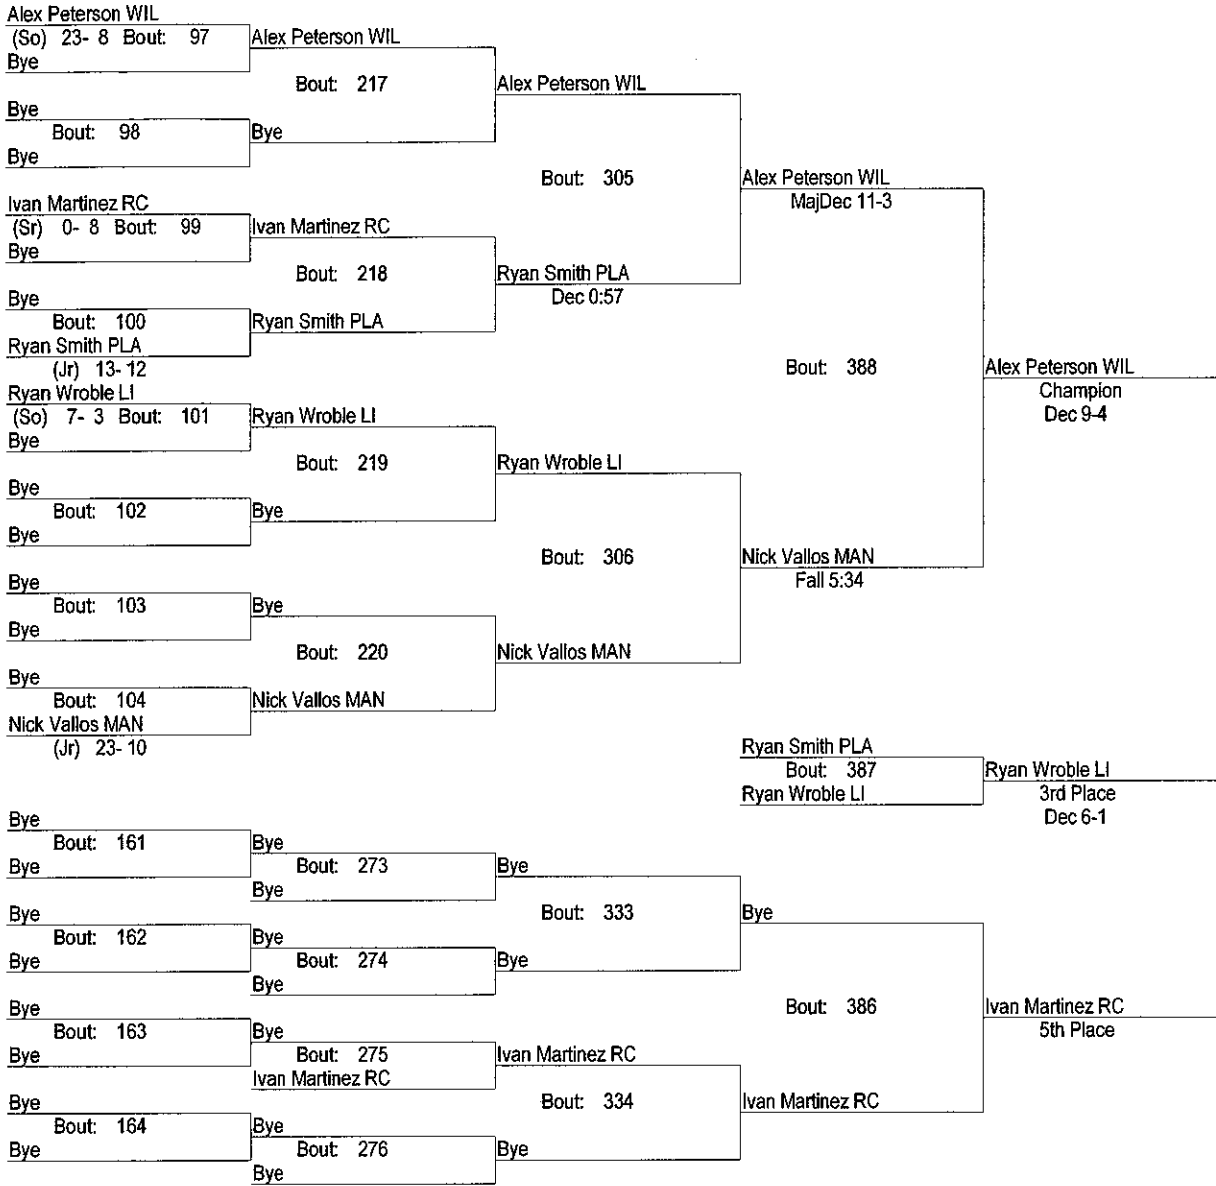 Alex Peterson WIL
(So) 23- 8 Bout: 97
Bye
Alex Peterson WIL
Bout: 217
Bye
Bout: 98
Bye
Bye
Alex Peterson WIL
Bout: 305
Ivan Martinez RC
(Sr) 0- 8 Bout: 99
Bye
Ivan Martinez RC
Bout: 218
Bye
Bout: 100
Ryan Smith PLA
(Jr) 13- 12
Ryan Smith PLA
Ryan Smith PLA
Dec 0:57
Alex Peterson WIL
MajDec 11-3
Bout: 388
Ryan Wroble LI
(So) 7- 3 Bout: 101
Bye
Ryan Wroble LI
Bout: 219
Bye
Bout: 102
Bye
Bye
Ryan Wroble LI
Bout: 306
Bye
Bout: 103
Bye
Bye
Bout: 220
Bye
Bout: 104
Nick Vallos MAN
(Jr) 23- 10
Nick Vallos MAN
Nick Vallos MAN
Nick Vallos MAN
Fall 5:34
Alex Peterson WIL
Champion
Dec 9-4
Ryan Smith PLA
Bout: 387
Ryan Wroble LI
Ryan Wroble LI
3rd Place
Dec 6-1
Bye
Bout: 161
Bye
Bye
Bout: 273
Bye
Bye
Bout: 333
Bye
Bout: 162
Bye
Bye
Bout: 274
Bye
Bye
Bye
Bout: 386
Bye
Bout: 163
Bye
Bye
Bout: 275
Ivan Martinez RC
Ivan Martinez RC
Bout: 334
Bye
Bout: 164
Bye
Bye
Bout: 276
Bye
Bye
Ivan Martinez RC
Ivan Martinez RC
5th Place